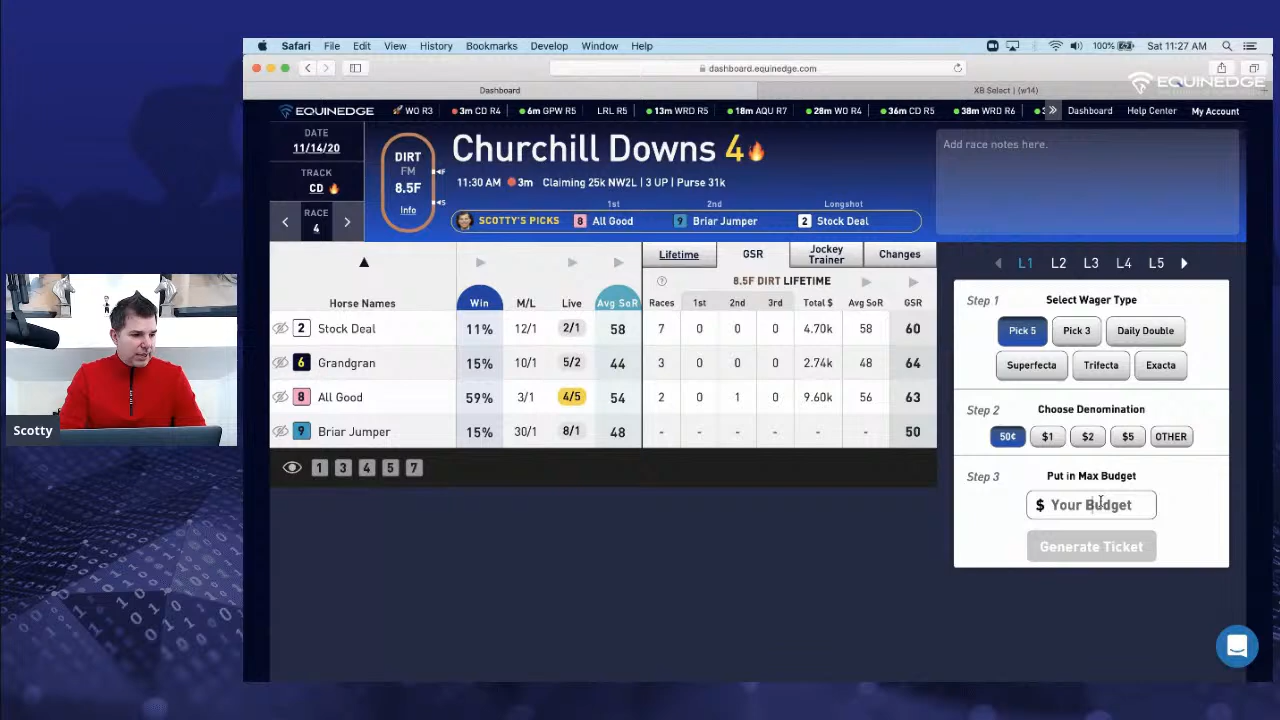 Safari File Edit View History Bookmarks Develop Window Help 100% Sat 11:27 AM
dashboard.equinedge.com
EQUINEDGE
Dashboard XB Select | (w14)
EQUINEDGE WO R3 3m CD R4 6m GPW R5 LRL R5 13m WRD R5 18m AQU R7 28m WO R4 36m CD R5 38m WRD R6 Dashboard Help Center My Account
DATE
11/14/20
TRACK
CD
RACE
4
DIRT
FM
8.5F
Info
F
S
Churchill Downs 4
11:30 AM 3m Claiming 25k NW2L | 3 UP | Purse 31k
1st 2nd Longshot
SCOTTY'S PICKS 8 All Good 9 Briar Jumper 2 Stock Deal
Add race notes here.
Lifetime GSR Jockey Trainer Changes
8.5F DIRT LIFETIME
Horse Names Win M/L Live Avg SoR Races 1st 2nd 3rd Total $ Avg SoR GSR
2 Stock Deal 11% 12/1 2/1 58 7 0 0 0 4.70k 58 60
6 Grandgran 15% 10/1 5/2 44 3 0 0 0 2.74k 48 64
8 All Good 59% 3/1 4/5 54 2 0 1 0 9.60k 56 63
9 Briar Jumper 15% 30/1 8/1 48 - - - - - - 50
1 3 4 5 7
L1 L2 L3 L4 L5
Step 1 Select Wager Type
Pick 5 Pick 3 Daily Double
Superfecta Trifecta Exacta
Step 2 Choose Denomination
50¢ $1 $2 $5 OTHER
Step 3 Put in Max Budget
$ Your Budget
Generate Ticket
Scotty